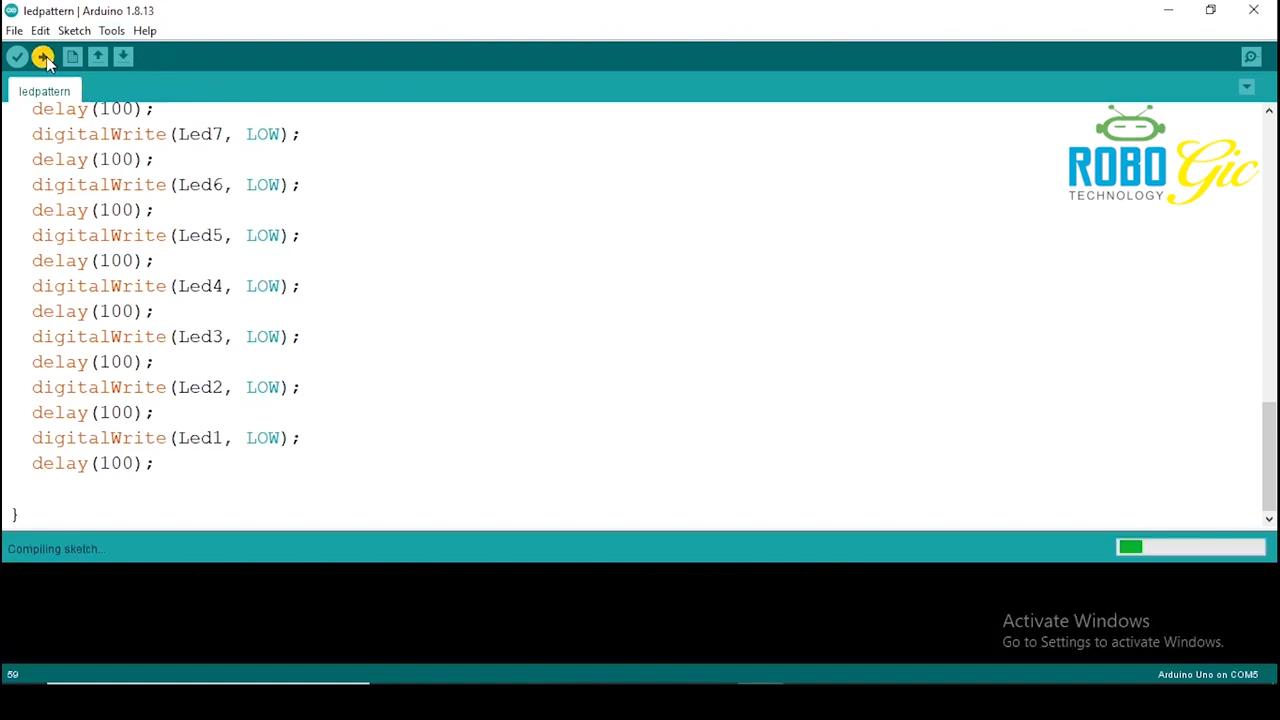 ledpattern | Arduino 1.8.13
File Edit Sketch Tools Help
ledpattern
delay(100);
digitalWrite(Led7, LOW);
delay(100);
digitalWrite(Led6, LOW);
delay(100);
digitalWrite(Led5, LOW);
delay(100);
digitalWrite(Led4, LOW);
delay(100);
digitalWrite(Led3, LOW);
delay(100);
digitalWrite(Led2, LOW);
delay(100);
digitalWrite(Led1, LOW);
delay(100);
}
ROBO Gic
TECHNOLOGY
Compiling sketch...
Activate Windows
Go to Settings to activate Windows.
59
Arduino Uno on COM5